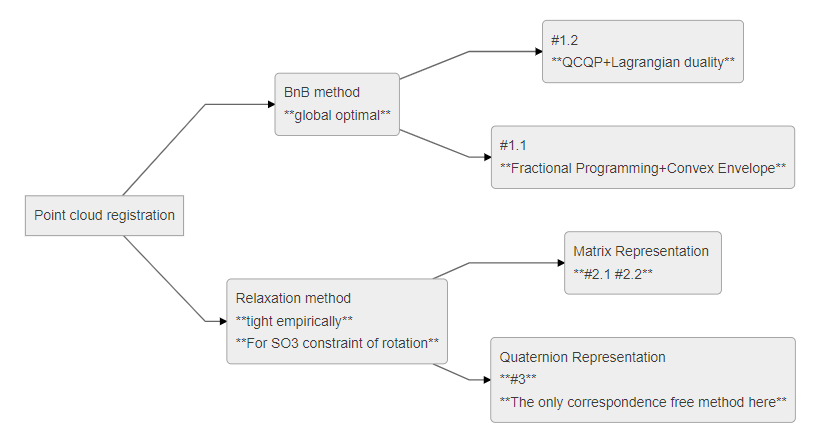 #1.2
**QCQP+Lagrangian duality**
BnB method
**global optimal**
#1.1
**Fractional Programming+Convex Envelope**
Point cloud registration
Matrix Representation
**#2.1 #2.2**
Relaxation method
**tight empirically**
**For SO3 constraint of rotation**
Quaternion Representation
**#3**
**The only correspondence free method here**